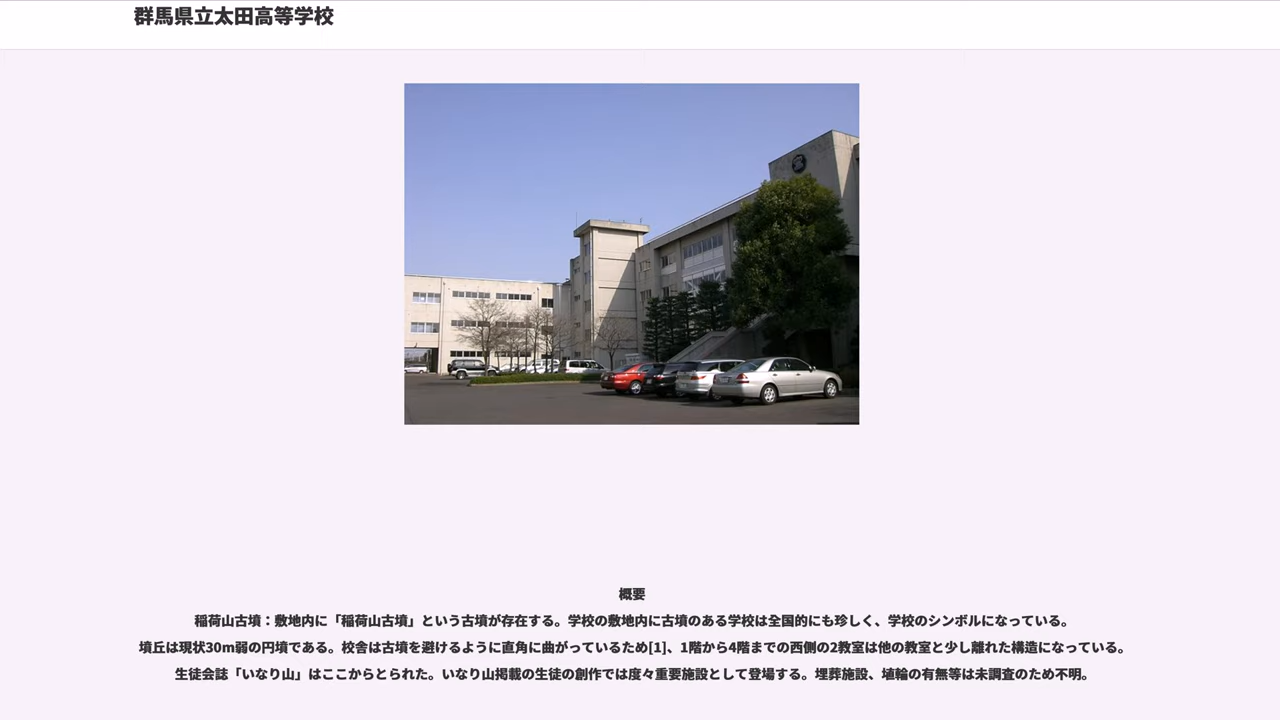 群馬県立太田高等学校
概要
稲荷山古墳：敷地内に「稲荷山古墳」という古墳が存在する。学校の敷地内に古墳のある学校は全国的にも珍しく、学校のシンボルになっている。
墳丘は現状30m弱の円墳である。校舎は古墳を避けるように直角に曲がっているため[1]、1階から4階までの西側の2教室は他の教室と少し離れた構造になっている。
生徒会誌「いなり山」はここからとられた。いなり山掲載の生徒の創作では度々重要施設として登場する。埋葬施設、埴輪の有無等は未調査のため不明。